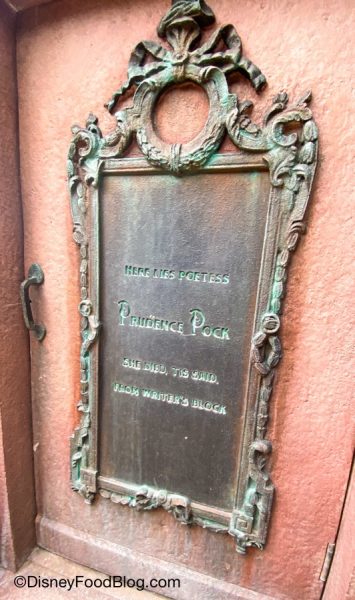 HERE LIES POETESS
PRUDENCE POCK
SHE DIED, TIS SAID,
FROM WRITER'S BLOCK
©DisneyFoodBlog.com